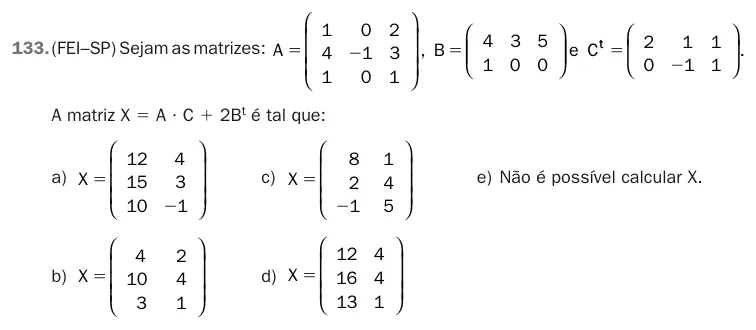 133. (FEI–SP) Sejam as matrizes: A = ( 1 0 2 ; 4 −1 3 ; 1 0 1 ), B = ( 4 3 5 ; 1 0 0 ) e Cᵗ = ( 2 1 1 ; 0 −1 1 ).
A matriz X = A · C + 2Bᵗ é tal que:
a) X = ( 12 4 ; 15 3 ; 10 −1 )
c) X = ( 8 1 ; 2 4 ; −1 5 )
e) Não é possível calcular X.
b) X = ( 4 2 ; 10 4 ; 3 1 )
d) X = ( 12 4 ; 16 4 ; 13 1 )